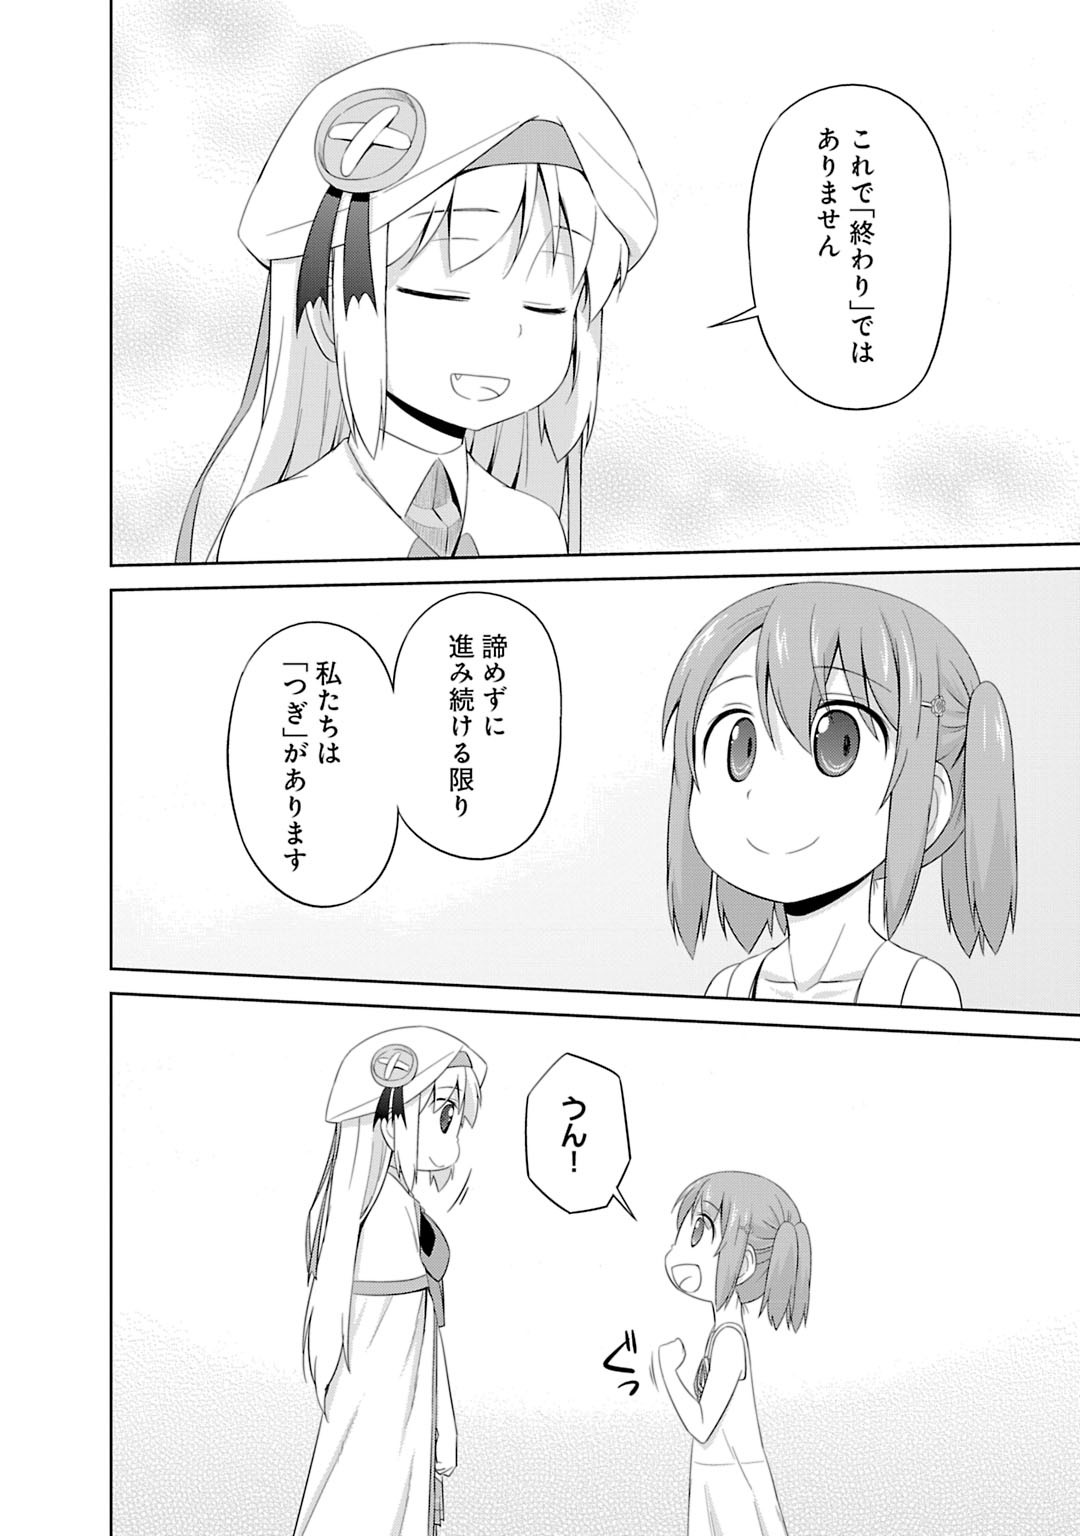 これで「終わり」では
ありません
諦めずに
進み続ける限り
私たちは
「つぎ」があります
うん！
ぐっ